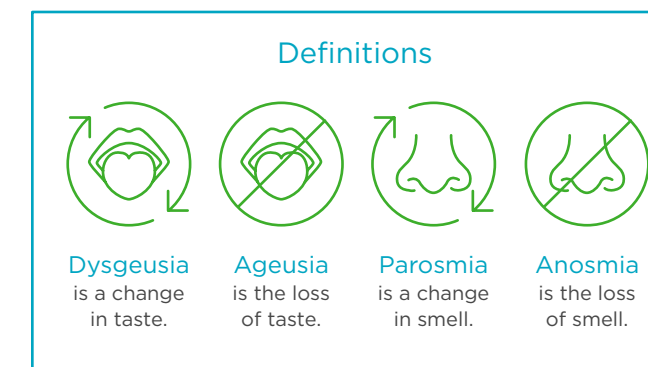 Definitions
Dysgeusia
is a change
in taste.
Ageusia
is the loss
of taste.
Parosmia
is a change
in smell.
Anosmia
is the loss
of smell.